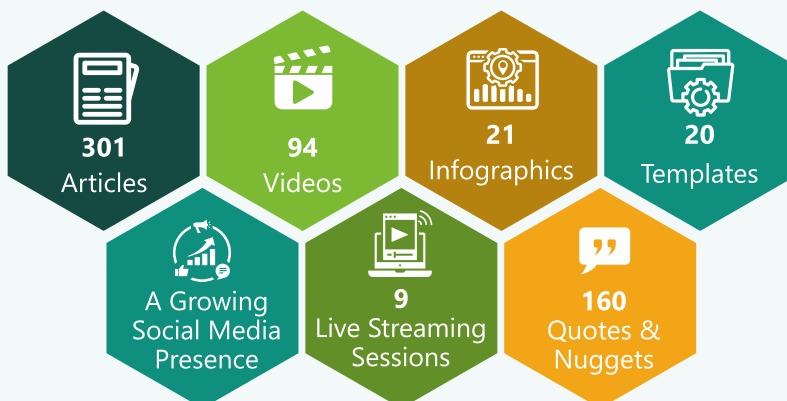 301
Articles
94
Videos
21
Infographics
20
Templates
A Growing
Social Media
Presence
9
Live Streaming
Sessions
160
Quotes &
Nuggets